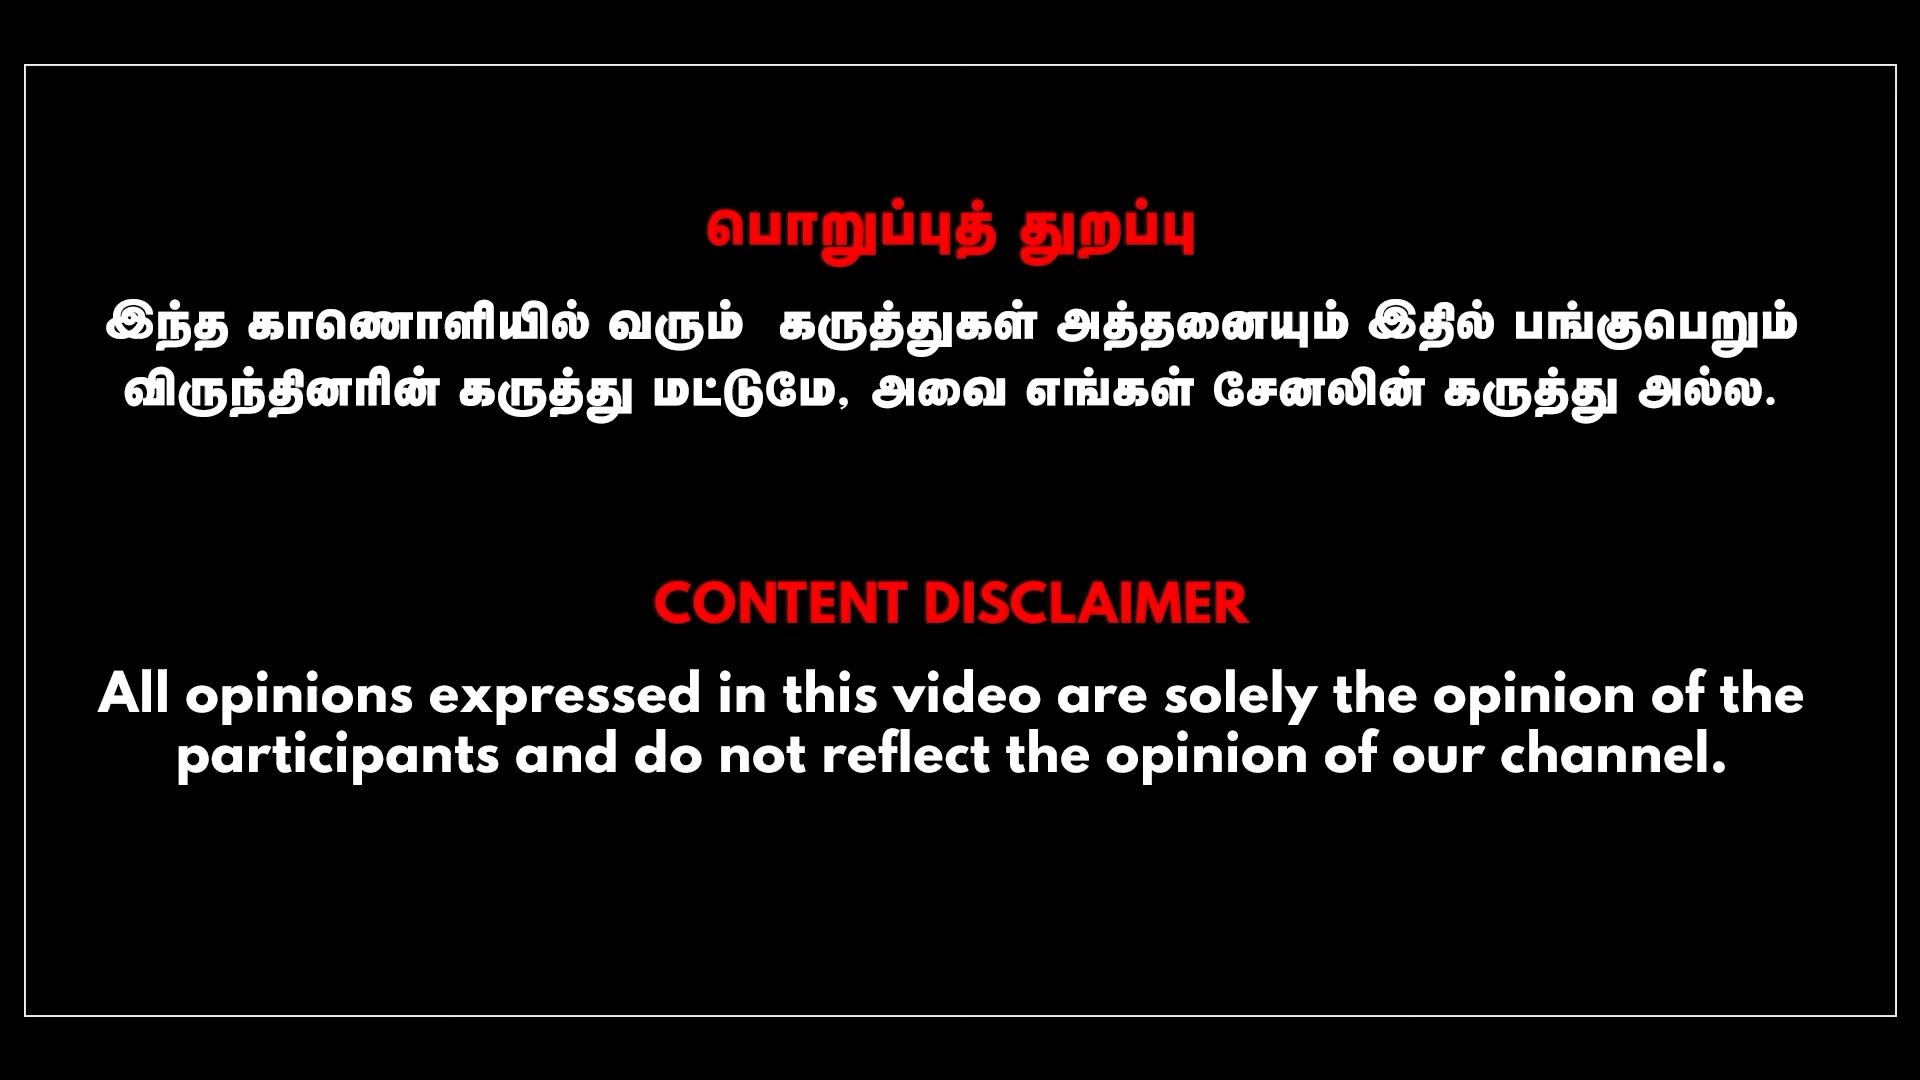 பொறுப்புத் துறப்பு
இந்த காணொளியில் வரும் கருத்துகள் அத்தனையும் இதில் பங்குபெறும்
விருந்தினரின் கருத்து மட்டுமே, அவை எங்கள் சேனலின் கருத்து அல்ல.
CONTENT DISCLAIMER
All opinions expressed in this video are solely the opinion of the
participants and do not reflect the opinion of our channel.